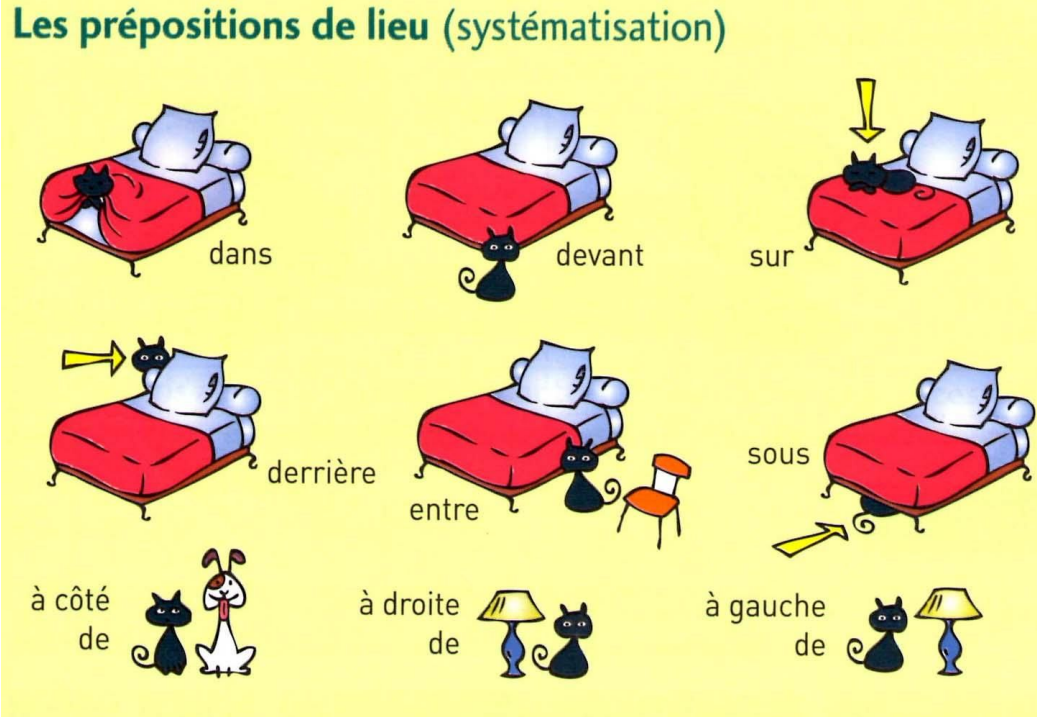 Les prépositions de lieu (systématisation)
dans
devant
sur
derrière
entre
sous
à côté
de
à droite
de
à gauche
de